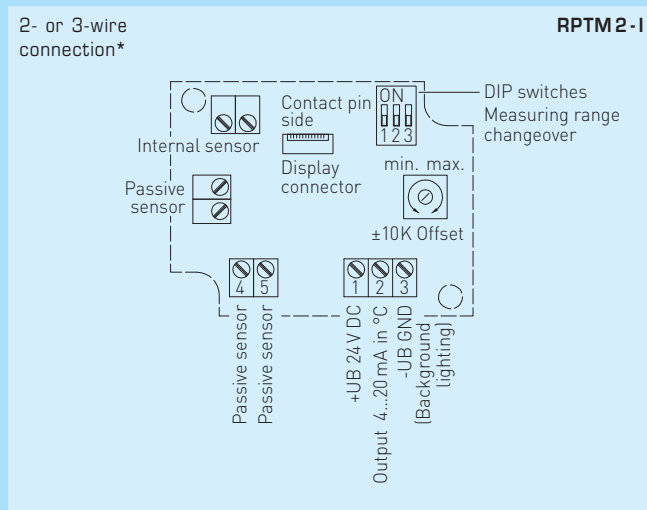 2- or 3-wire
connection*
RPTM 2 - I
ON
1 2 3
DIP switches
Measuring range
changeover
Contact pin
side
Internal sensor
Display
connector
min. max.
Passive
sensor
±10K Offset
4 5
1 2 3
Passive sensor
Passive sensor
+UB 24 V DC
Output 4...20 mA in °C
-UB GND
(Background
lighting)